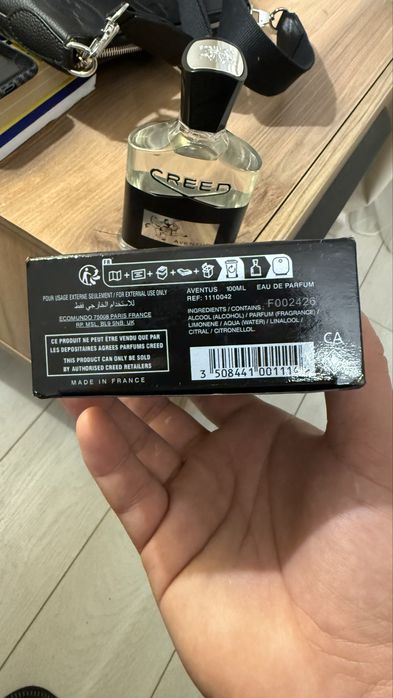 CREED
AVENTUS
FR
POUR USAGE EXTERNE SEULEMENT / FOR EXTERNAL USE ONLY
للاستخدام الخارجي فقط
ECOMUNDO 75008 PARIS FRANCE
RP, MSL, BL9 5NB, UK
CE PRODUIT NE PEUT ÊTRE VENDU QUE PAR
LES DEPOSITAIRES AGREES PARFUMS CREED
THIS PRODUCT CAN ONLY BE SOLD
BY AUTHORISED CREED RETAILERS
MADE IN FRANCE
AVENTUS 100ML EAU DE PARFUM
REF: 1110042
F002426
INGREDIENTS / CONTAINS :
ALCOOL (ALCOHOL) / PARFUM (FRAGRANCE) /
LIMONENE / AQUA (WATER) / LINALOOL /
CITRAL / CITRONELLOL.
CA
3 508441 00111